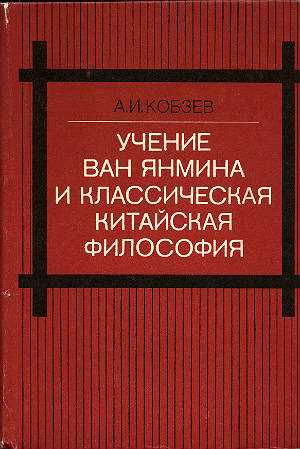 А.И.КОБЗЕВ
УЧЕНИЕ
ВАН ЯНМИНА
И КЛАССИЧЕСКАЯ
КИТАЙСКАЯ
ФИЛОСОФИЯ